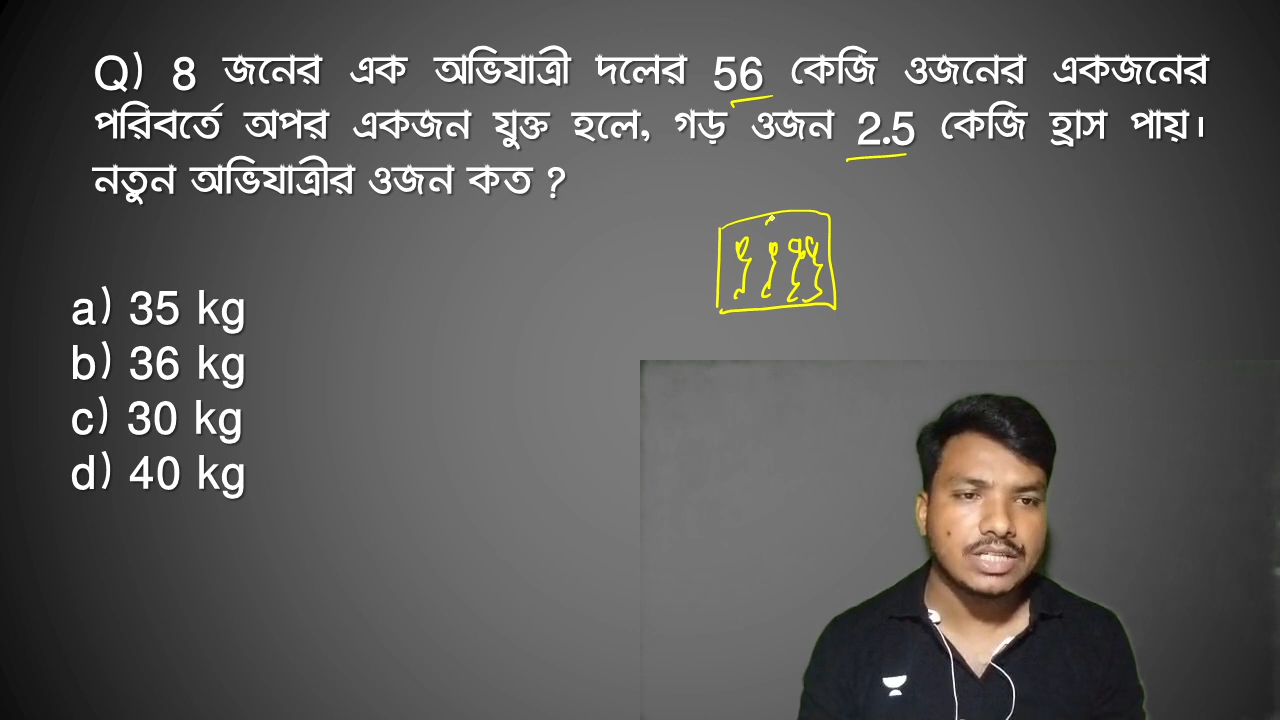 Q) 8 জনের এক অভিযাত্রী দলের 56 কেজি ওজনের একজনের
পরিবর্তে অপর একজন যুক্ত হলে, গড় ওজন 2.5 কেজি হ্রাস পায়।
নতুন অভিযাত্রীর ওজন কত ?
a) 35 kg
b) 36 kg
c) 30 kg
d) 40 kg